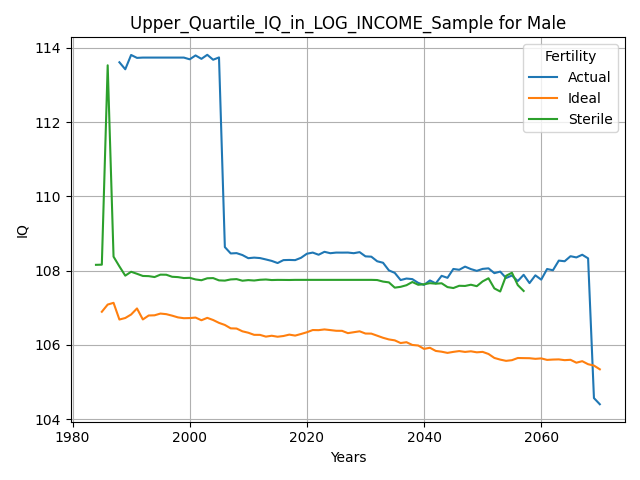 Upper_Quartile_IQ_in_LOG_INCOME_Sample for Male
Fertility
Actual
Ideal
Sterile
IQ
114
112
110
108
106
104
1980
2000
2020
2040
2060
Years